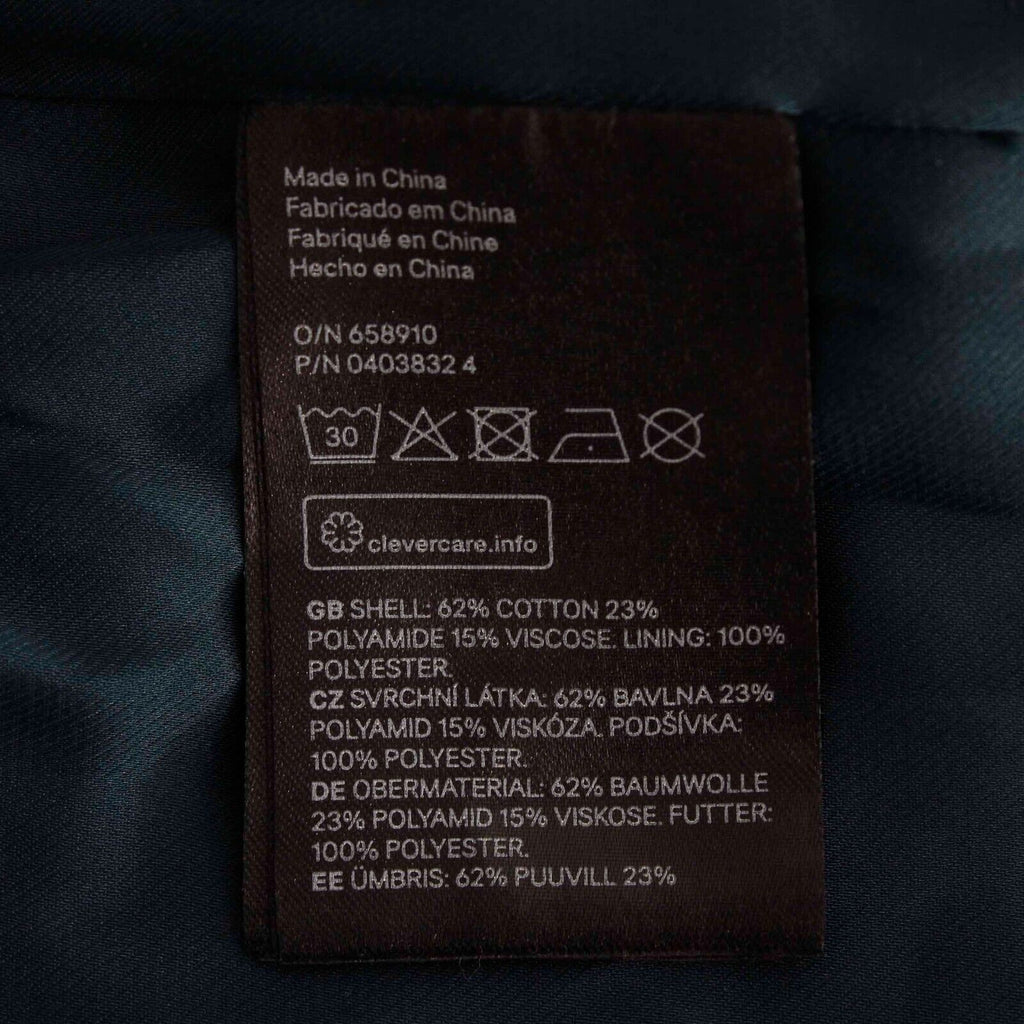 Made in China
Fabricado em China
Fabriqué en Chine
Hecho en China
O/N 658910
P/N 0403832 4
30
clevercare.info
GB SHELL: 62% COTTON 23%
POLYAMIDE 15% VISCOSE. LINING: 100%
POLYESTER.
CZ SVRCHNÍ LÁTKA: 62% BAVLNA 23%
POLYAMID 15% VISKÓZA. PODŠÍVKA:
100% POLYESTER.
DE OBERMATERIAL: 62% BAUMWOLLE
23% POLYAMID 15% VISKOSE. FUTTER:
100% POLYESTER.
EE ÜMBRIS: 62% PUUVILL 23%